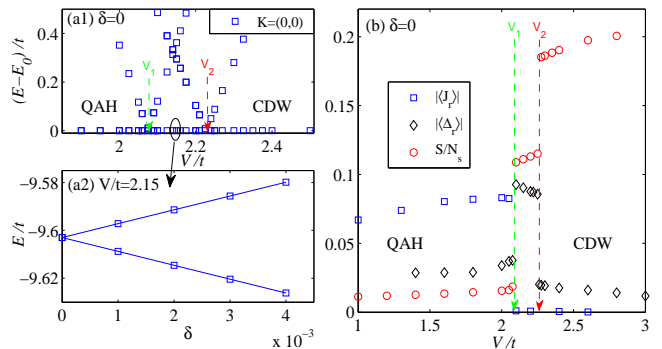 (a1) δ=0
K=(0,0)
(E−E₀)/t
0.4
0.2
0
V₁
V₂
QAH
CDW
2
2.2
2.4
V/t
(a2) V/t=2.15
E/t
−9.58
−9.6
−9.62
0
1
2
3
4
δ
x 10⁻³
(b) δ=0
V₁
V₂
0.2
0.15
0.1
0.05
0
|⟨Jᵣ⟩|
|⟨Δᵣ⟩|
S/Nₛ
QAH
CDW
1
1.5
2
2.5
3
V/t